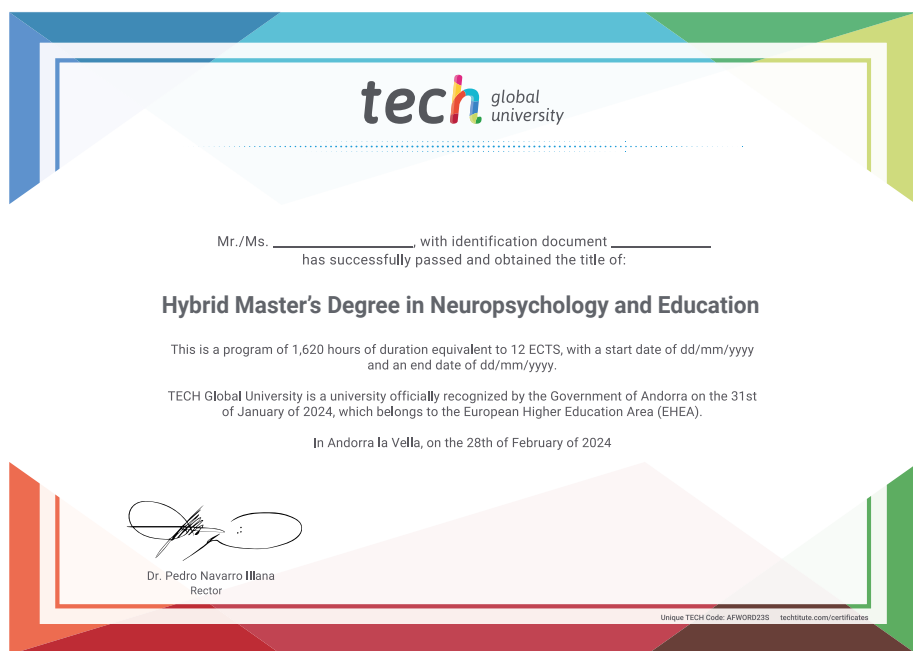 tech global
university
Mr./Ms. ____________, with identification document ____________
has successfully passed and obtained the title of:
Hybrid Master's Degree in Neuropsychology and Education
This is a program of 1,620 hours of duration equivalent to 12 ECTS, with a start date of dd/mm/yyyy
and an end date of dd/mm/yyyy.
TECH Global University is a university officially recognized by the Government of Andorra on the 31st
of January of 2024, which belongs to the European Higher Education Area (EHEA).
In Andorra la Vella, on the 28th of February of 2024
Dr. Pedro Navarro Illana
Rector
Unique TECH Code: AFWORD23S techtitute.com/certificates